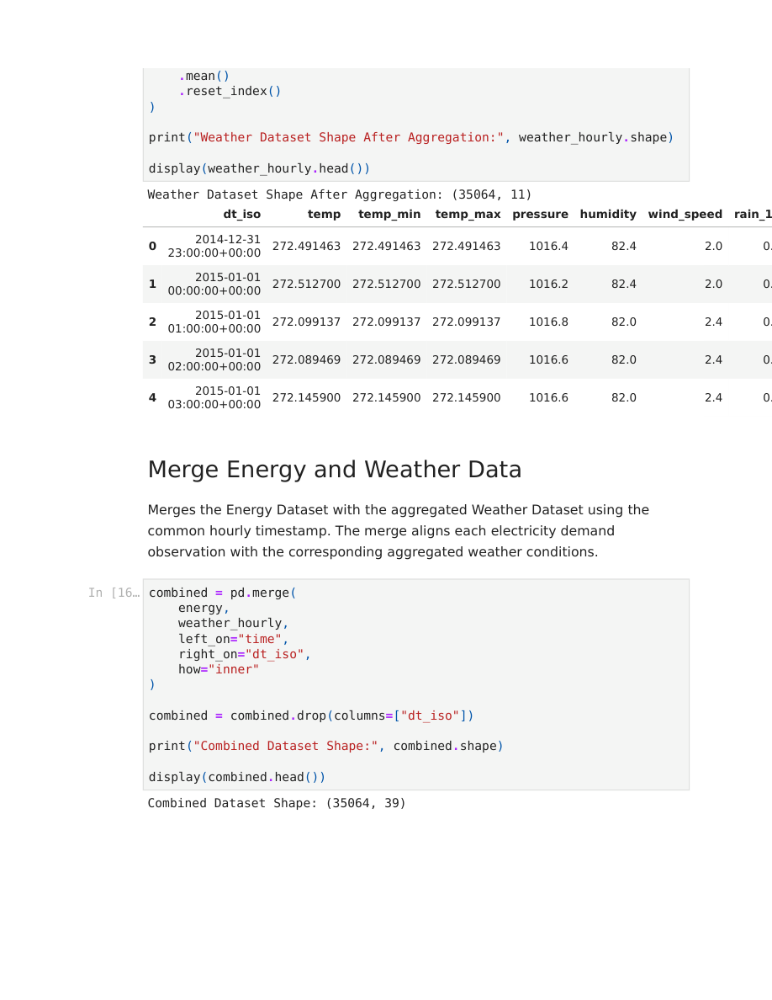 .mean()
    .reset_index()
)
print("Weather Dataset Shape After Aggregation:", weather_hourly.shape)
display(weather_hourly.head())
Weather Dataset Shape After Aggregation: (35064, 11)
dt_iso temp temp_min temp_max pressure humidity wind_speed rain_1
0 2014-12-31 23:00:00+00:00 272.491463 272.491463 272.491463 1016.4 82.4 2.0 0.
1 2015-01-01 00:00:00+00:00 272.512700 272.512700 272.512700 1016.2 82.4 2.0 0.
2 2015-01-01 01:00:00+00:00 272.099137 272.099137 272.099137 1016.8 82.0 2.4 0.
3 2015-01-01 02:00:00+00:00 272.089469 272.089469 272.089469 1016.6 82.0 2.4 0.
4 2015-01-01 03:00:00+00:00 272.145900 272.145900 272.145900 1016.6 82.0 2.4 0.
Merge Energy and Weather Data
Merges the Energy Dataset with the aggregated Weather Dataset using the
common hourly timestamp. The merge aligns each electricity demand
observation with the corresponding aggregated weather conditions.
In [16… combined = pd.merge(
    energy,
    weather_hourly,
    left_on="time",
    right_on="dt_iso",
    how="inner"
)
combined = combined.drop(columns=["dt_iso"])
print("Combined Dataset Shape:", combined.shape)
display(combined.head())
Combined Dataset Shape: (35064, 39)